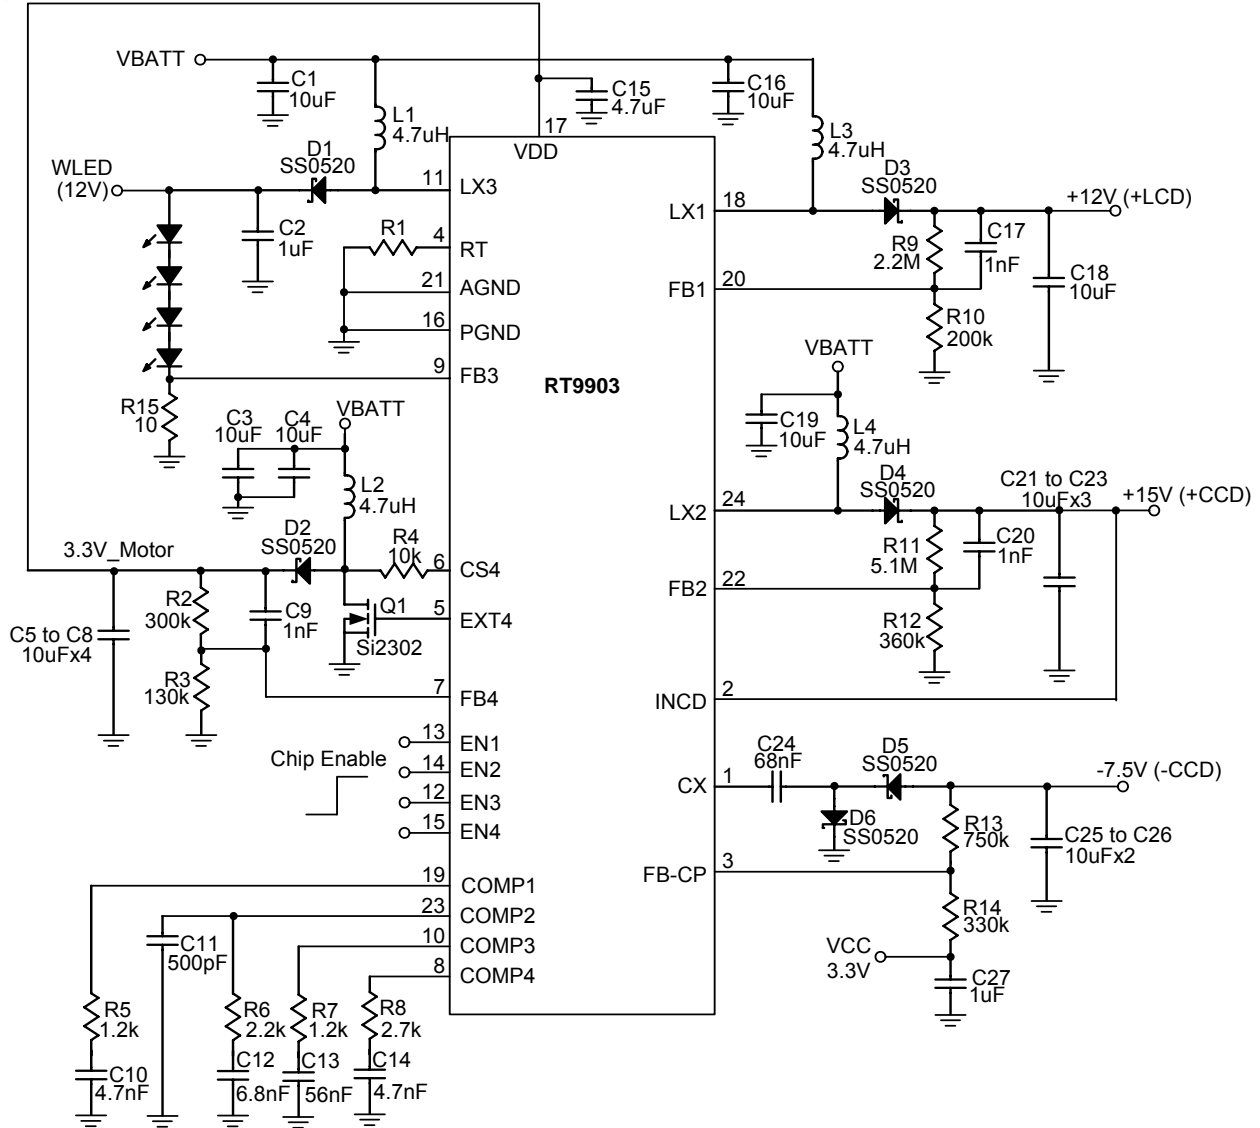 VBATT
C1
10uF
C15
4.7uF
C16
10uF
L1
4.7uH
17
VDD
L3
4.7uH
D1
SS0520
WLED
(12V)
11
LX3
C2
1uF
R1
4
RT
21
AGND
16
PGND
9
FB3
R15
10
RT9903
D3
SS0520
18
LX1
+12V (+LCD)
R9
2.2M
C17
1nF
C18
10uF
20
FB1
R10
200k
VBATT
C19
10uF
L4
4.7uH
D4
SS0520
24
LX2
C21 to C23
10uFx3
+15V (+CCD)
R11
5.1M
C20
1nF
22
FB2
R12
360k
2
INCD
C3
10uF
C4
10uF
VBATT
L2
4.7uH
D2
SS0520
3.3V_Motor
R4
10k
6
CS4
R2
300k
C9
1nF
Q1
Si2302
5
EXT4
C5 to C8
10uFx4
R3
130k
7
FB4
Chip Enable
13
EN1
14
EN2
12
EN3
15
EN4
C24
68nF
D5
SS0520
1
CX
-7.5V (-CCD)
D6
SS0520
R13
750k
C25 to C26
10uFx2
3
FB-CP
R14
330k
VCC
3.3V
C27
1uF
19
COMP1
23
COMP2
10
COMP3
8
COMP4
C11
500pF
R5
1.2k
R6
2.2k
R7
1.2k
R8
2.7k
C10
4.7nF
C12
6.8nF
C13
56nF
C14
4.7nF